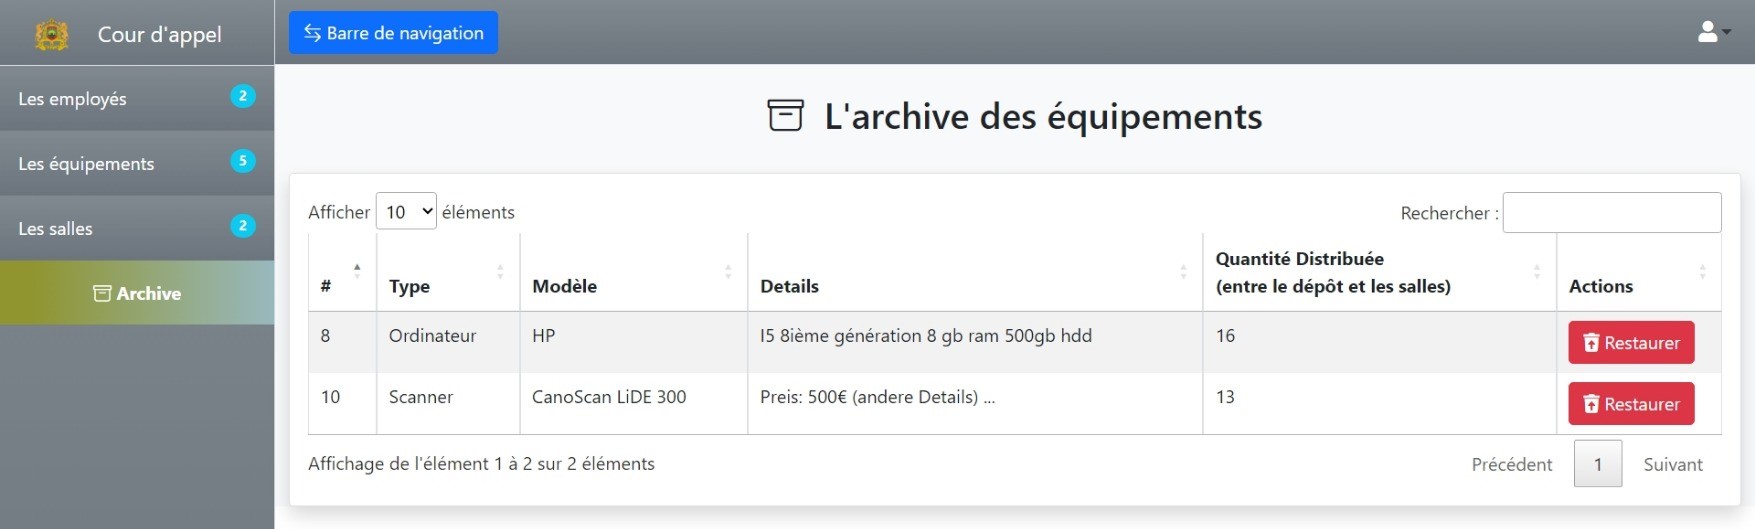 Cour d'appel
Barre de navigation
Les employés 2
Les équipements 5
Les salles 2
Archive
L'archive des équipements
Afficher 10 éléments
Rechercher :
# Type Modèle Details Quantité Distribuée (entre le dépôt et les salles) Actions
8 Ordinateur HP I5 8ième génération 8 gb ram 500gb hdd 16 Restaurer
10 Scanner CanoScan LiDE 300 Preis: 500€ (andere Details) ... 13 Restaurer
Affichage de l'élément 1 à 2 sur 2 éléments
Précédent 1 Suivant